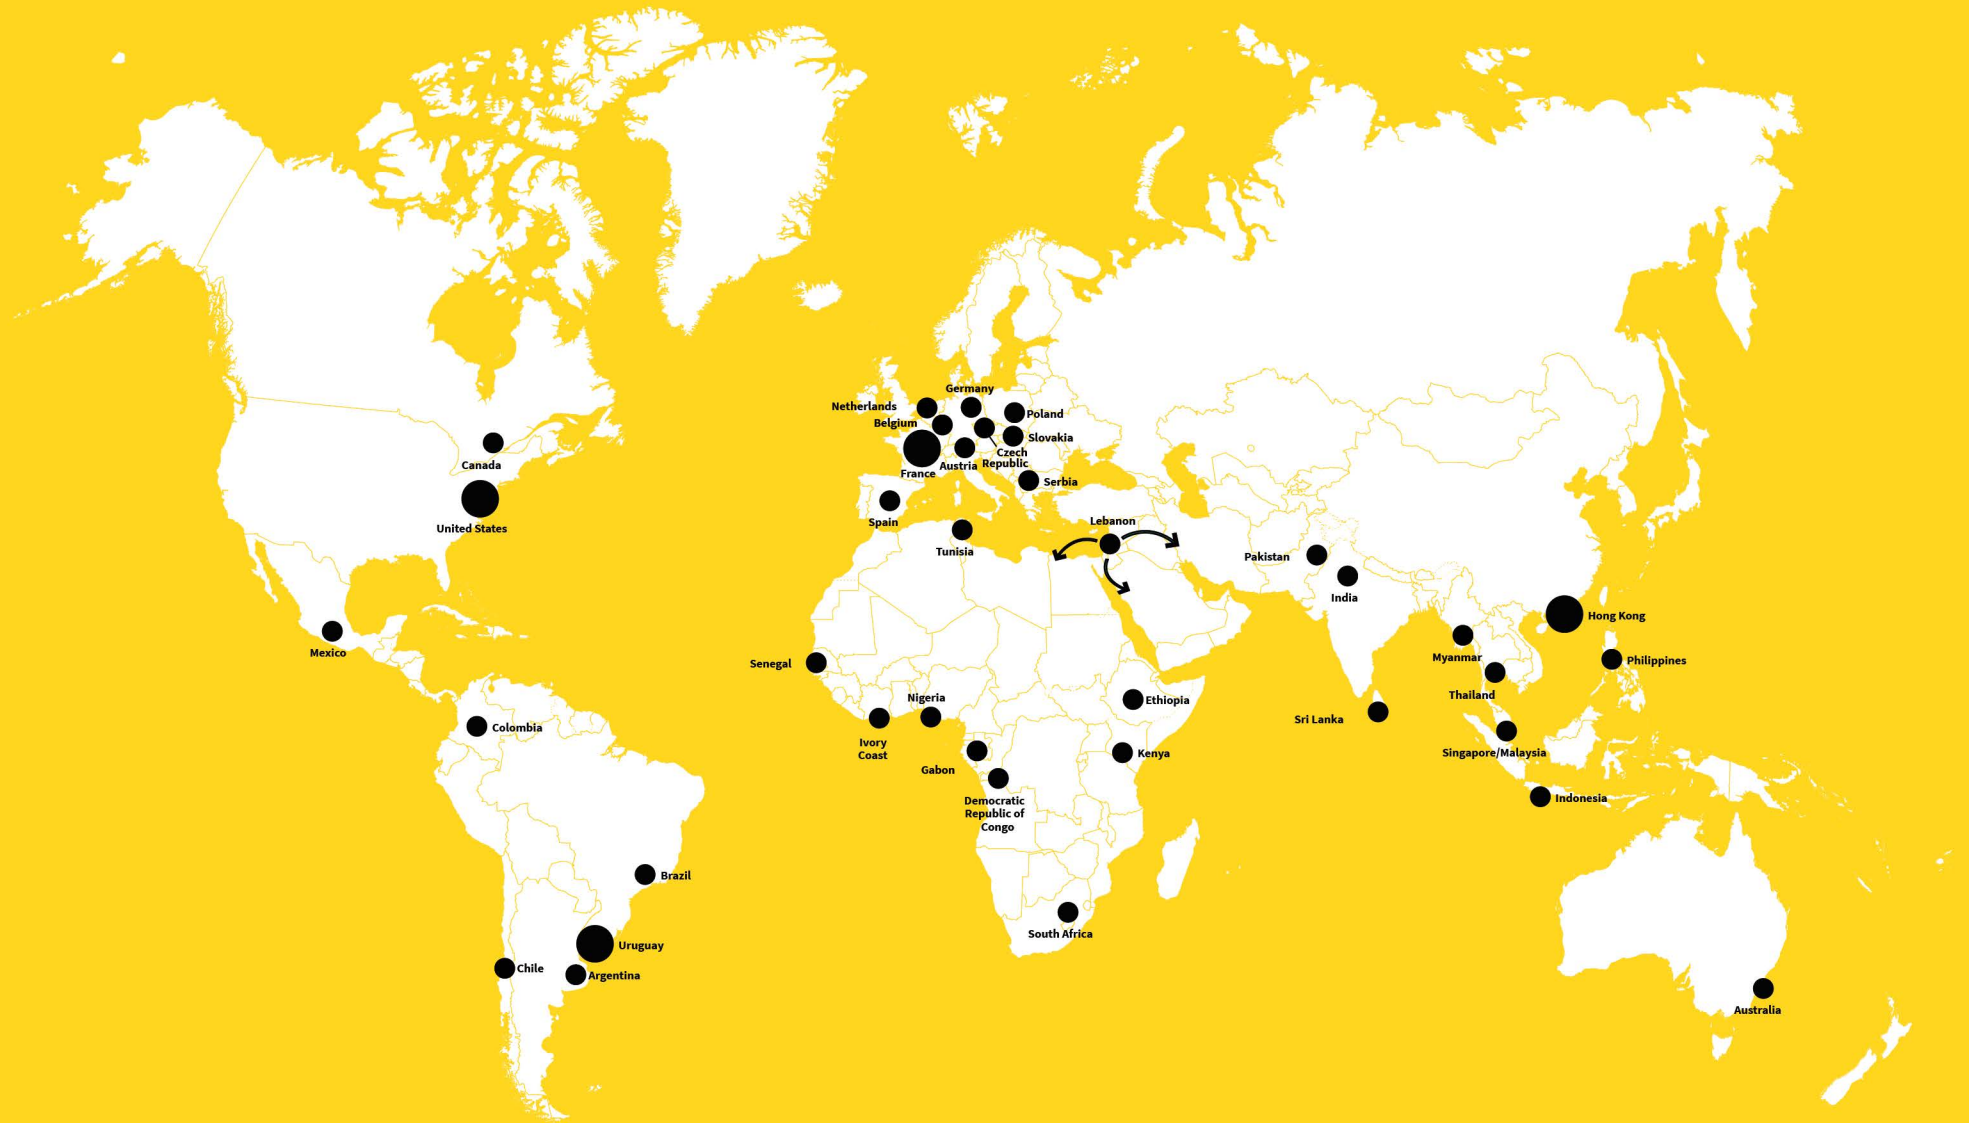 Germany
Netherlands
Poland
Belgium
Slovakia
Czech
Republic
Austria
France
Canada
Serbia
Spain
Lebanon
United States
Tunisia
Pakistan
India
Hong Kong
Mexico
Myanmar
Philippines
Senegal
Thailand
Nigeria
Ethiopia
Sri Lanka
Colombia
Ivory
Coast
Kenya
Singapore/Malaysia
Gabon
Indonesia
Democratic
Republic of
Congo
Brazil
South Africa
Uruguay
Chile
Argentina
Australia